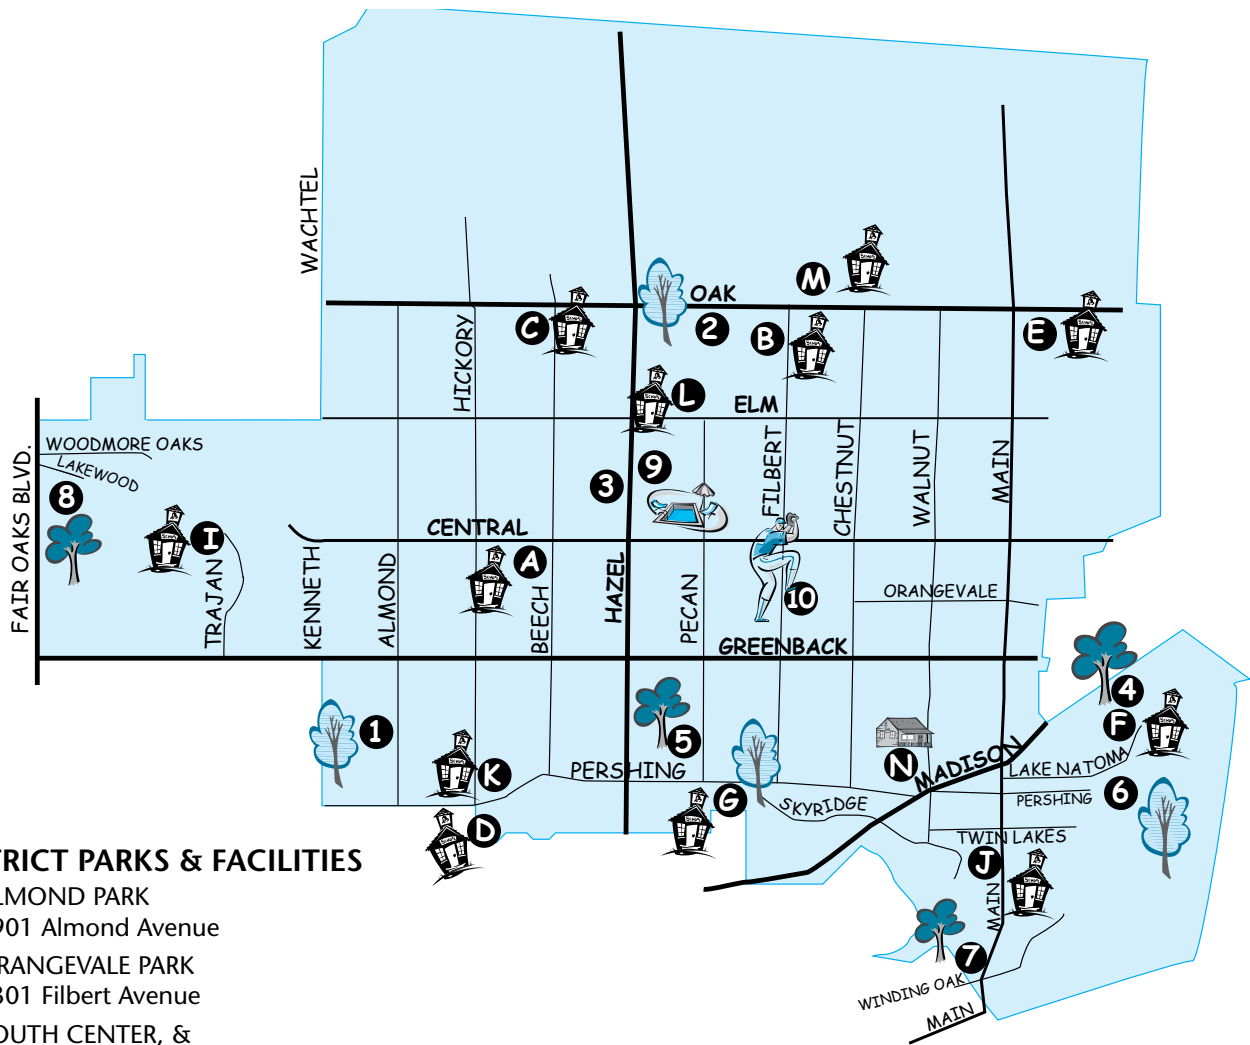 WACHTEL
M
OAK
C
2
B
E
HICKORY
L
ELM
WOODMORE OAKS
LAKEWOOD
FAIR OAKS BLVD.
8
3
9
FILBERT
CHESTNUT
WALNUT
MAIN
I
CENTRAL
TRAJAN
KENNETH
ALMOND
A
BEECH
HAZEL
PECAN
10
ORANGEVALE
GREENBACK
4
F
1
5
K
PERSHING
N
MADISON
LAKE NATOMA
G
SKYRIDGE
PERSHING
6
D
TWIN LAKES
J
MAIN
7
WINDING OAK
MAIN
TRICT PARKS & FACILITIES
LMOND PARK
901 Almond Avenue
RANGEVALE PARK
301 Filbert Avenue
OUTH CENTER, &